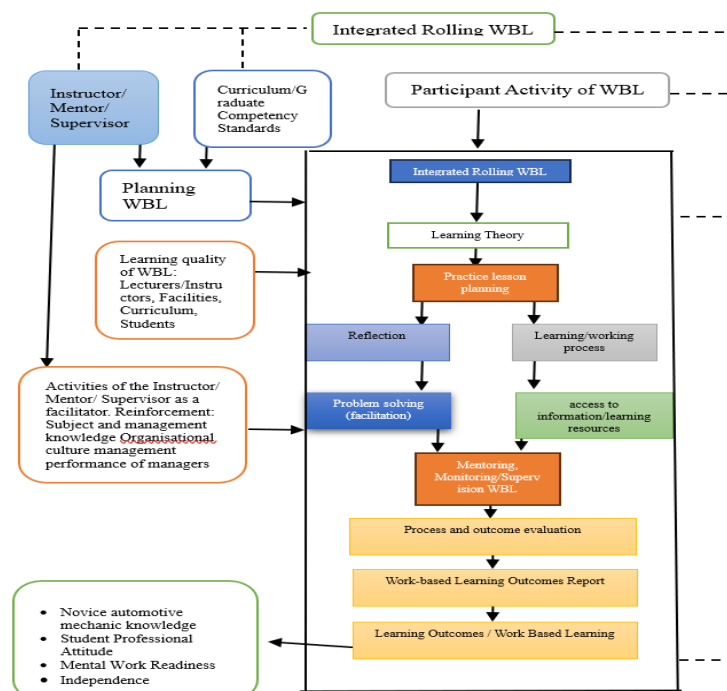 Integrated Rolling WBL
Instructor/
Mentor/
Supervisor
Curriculum/G
raduate
Competency
Standards
Participant Activity of WBL
Planning
WBL
Integrated Rolling WBL
Learning Theory
Learning quality
of WBL:
Lecturers/Instru
ctors, Facilities,
Curriculum,
Students
Practice lesson
planning
Reflection
Learning/working
process
Activities of the Instructor/
Mentor/ Supervisor as a
facilitator. Reinforcement:
Subject and management
knowledge Organisational
culture management
performance of managers
Problem solving
(facilitation)
access to
information/learning
resources
Mentoring,
Monitoring/Superv
ision WBL
Process and outcome evaluation
Work-based Learning Outcomes Report
Learning Outcomes / Work Based Learning
• Novice automotive
mechanic knowledge
• Student Professional
Attitude
• Mental Work Readiness
• Independence